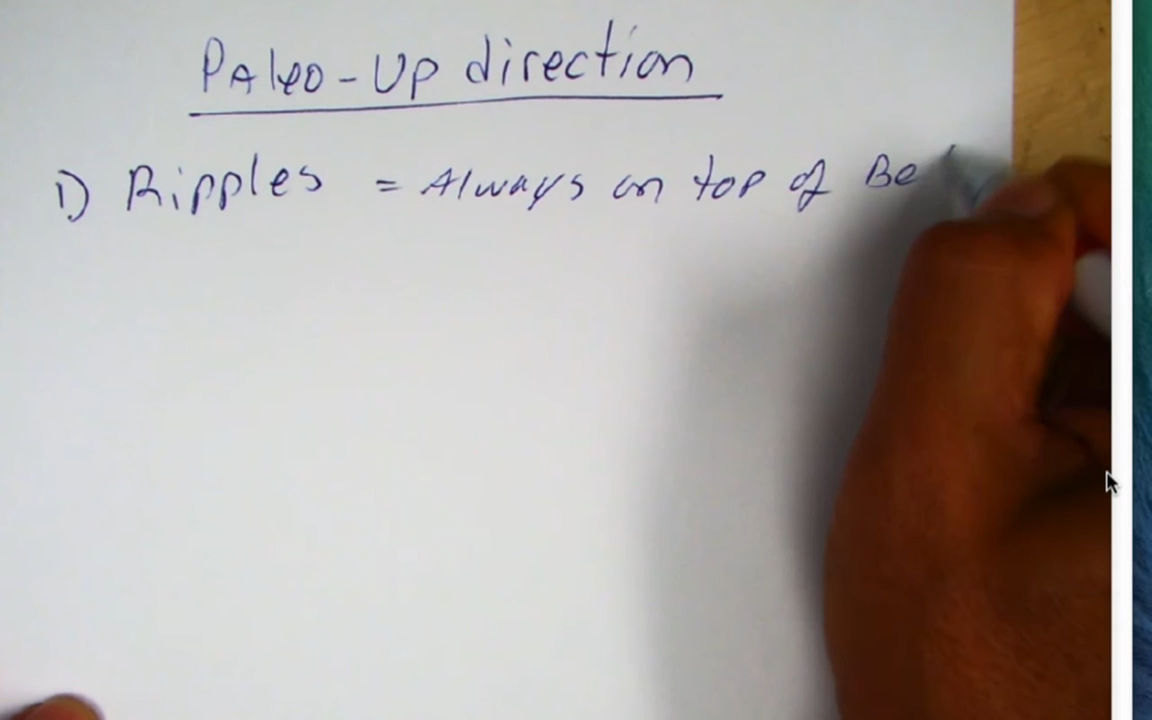 Paleo-Up direction
1) Ripples = Always on top of Be